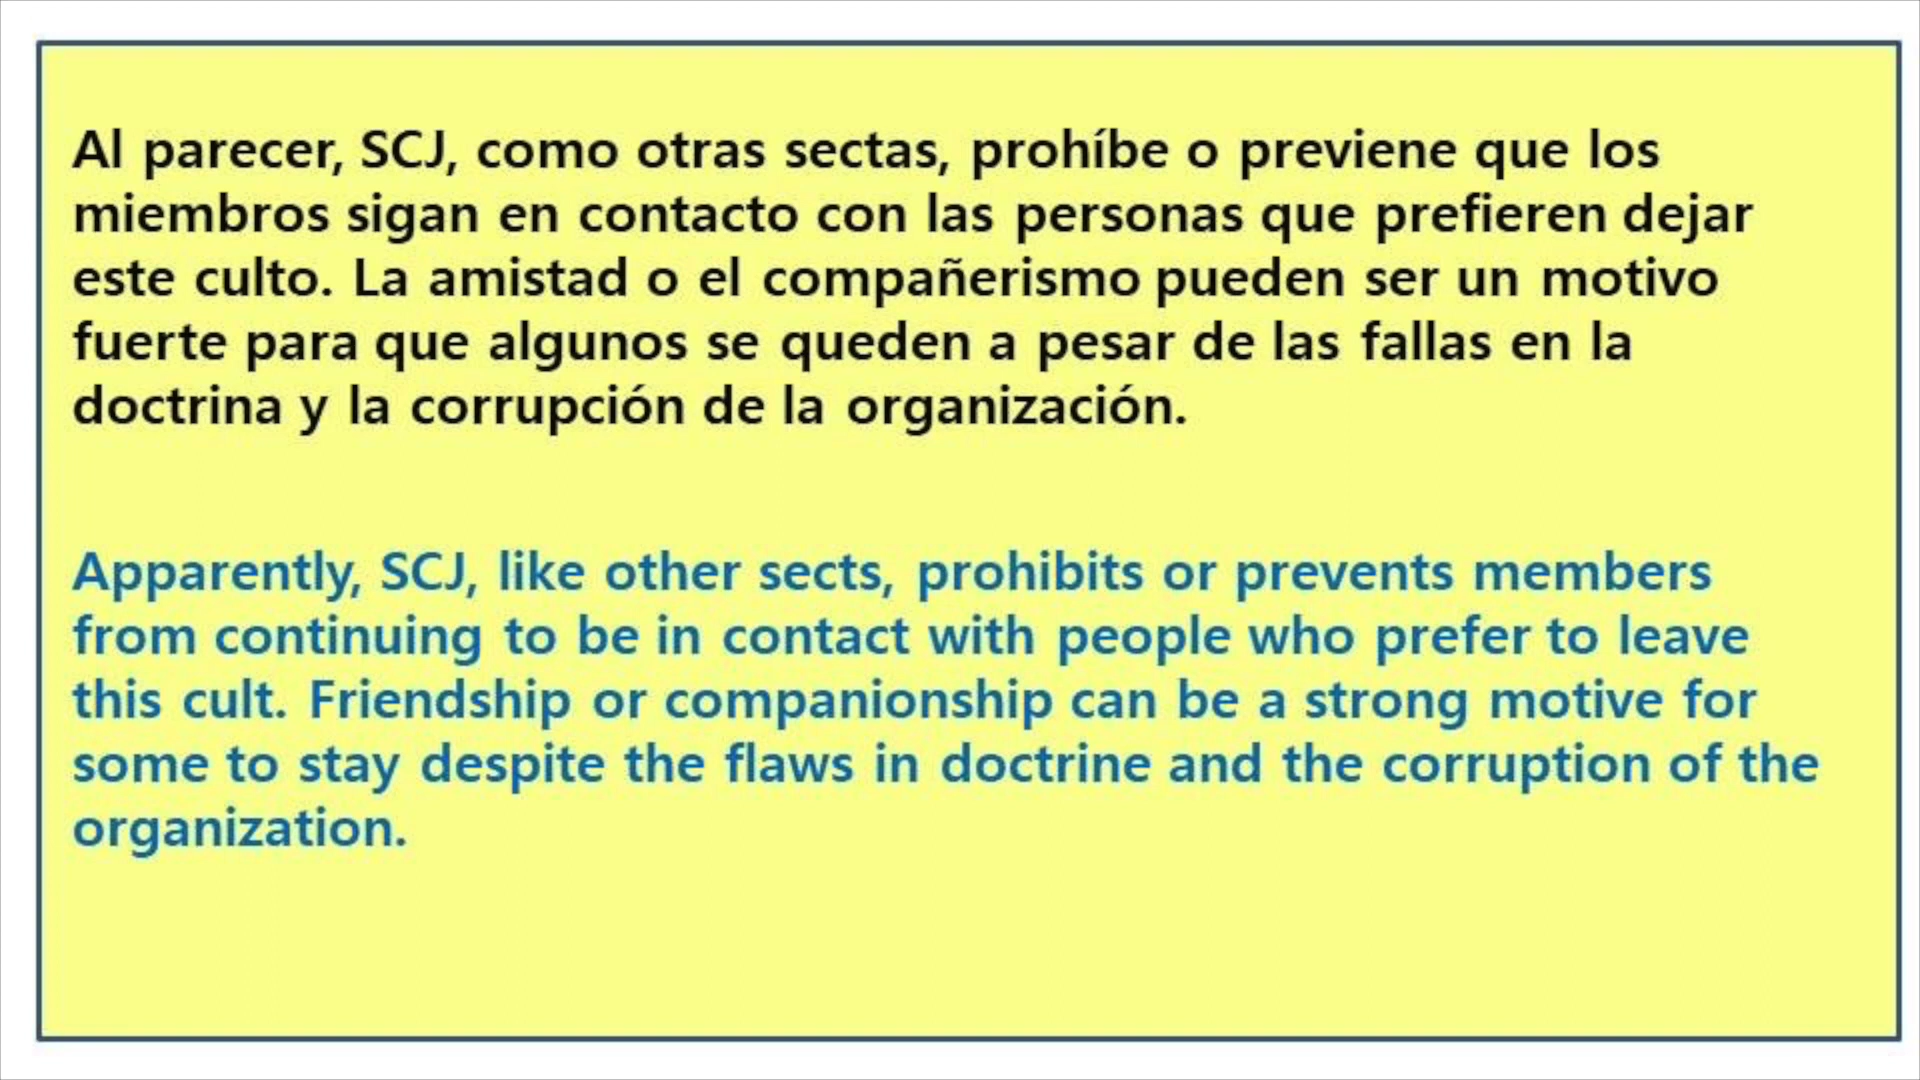 Al parecer, SCJ, como otras sectas, prohíbe o previene que los
miembros sigan en contacto con las personas que prefieren dejar
este culto. La amistad o el compañerismo pueden ser un motivo
fuerte para que algunos se queden a pesar de las fallas en la
doctrina y la corrupción de la organización.
Apparently, SCJ, like other sects, prohibits or prevents members
from continuing to be in contact with people who prefer to leave
this cult. Friendship or companionship can be a strong motive for
some to stay despite the flaws in doctrine and the corruption of the
organization.